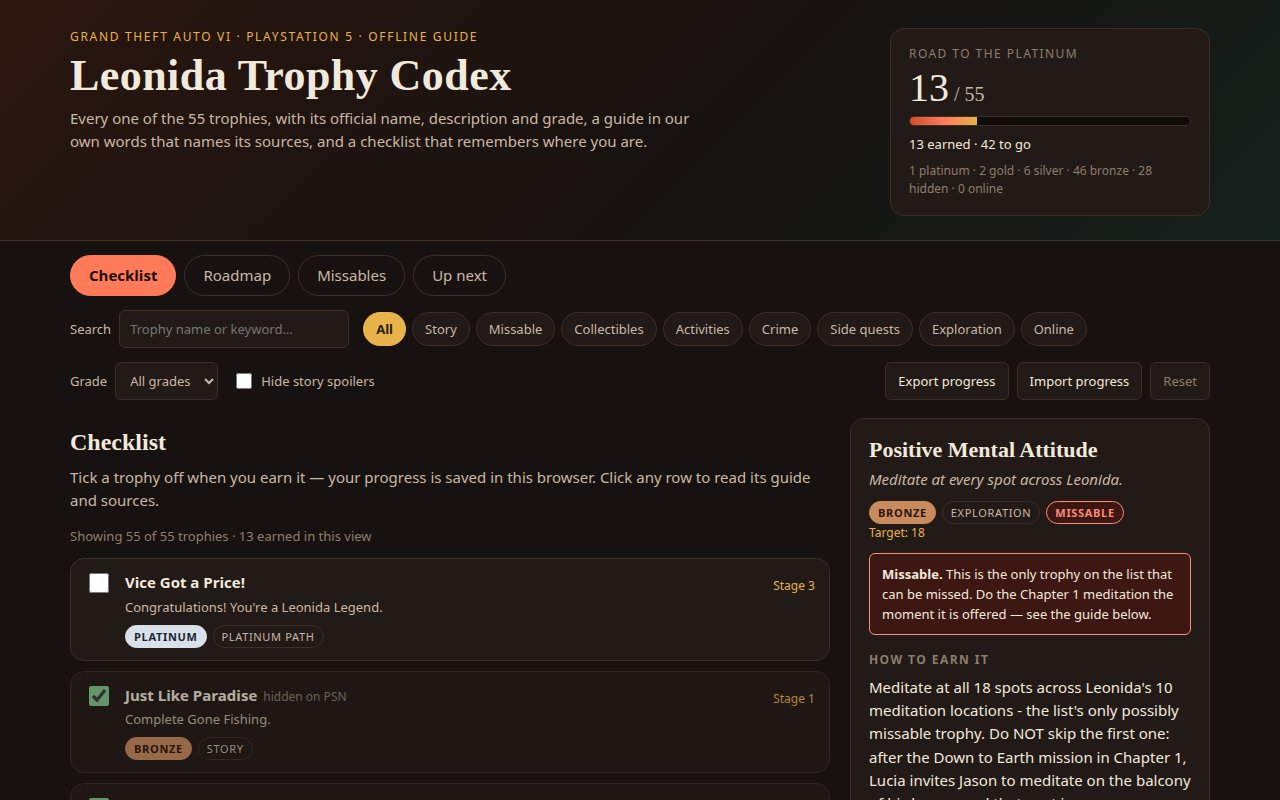 GRAND THEFT AUTO VI · PLAYSTATION 5 · OFFLINE GUIDE
Leonida Trophy Codex
Every one of the 55 trophies, with its official name, description and grade, a guide in our
own words that names its sources, and a checklist that remembers where you are.
ROAD TO THE PLATINUM
13 / 55
13 earned · 42 to go
1 platinum · 2 gold · 6 silver · 46 bronze · 28
hidden · 0 online
Checklist Roadmap Missables Up next
Search Trophy name or keyword... All Story Missable Collectibles Activities Crime Side quests Exploration Online
Grade All grades Hide story spoilers Export progress Import progress Reset
Checklist
Tick a trophy off when you earn it — your progress is saved in this browser. Click any row to read its guide
and sources.
Showing 55 of 55 trophies · 13 earned in this view
Vice Got a Price! Stage 3
Congratulations! You're a Leonida Legend.
PLATINUM PLATINUM PATH
Just Like Paradise hidden on PSN Stage 1
Complete Gone Fishing.
BRONZE STORY
Positive Mental Attitude
Meditate at every spot across Leonida.
BRONZE EXPLORATION MISSABLE
Target: 18
Missable. This is the only trophy on the list that
can be missed. Do the Chapter 1 meditation the
moment it is offered — see the guide below.
HOW TO EARN IT
Meditate at all 18 spots across Leonida's 10
meditation locations - the list's only possibly
missable trophy. Do NOT skip the first one:
after the Down to Earth mission in Chapter 1,
Lucia invites Jason to meditate on the balcony